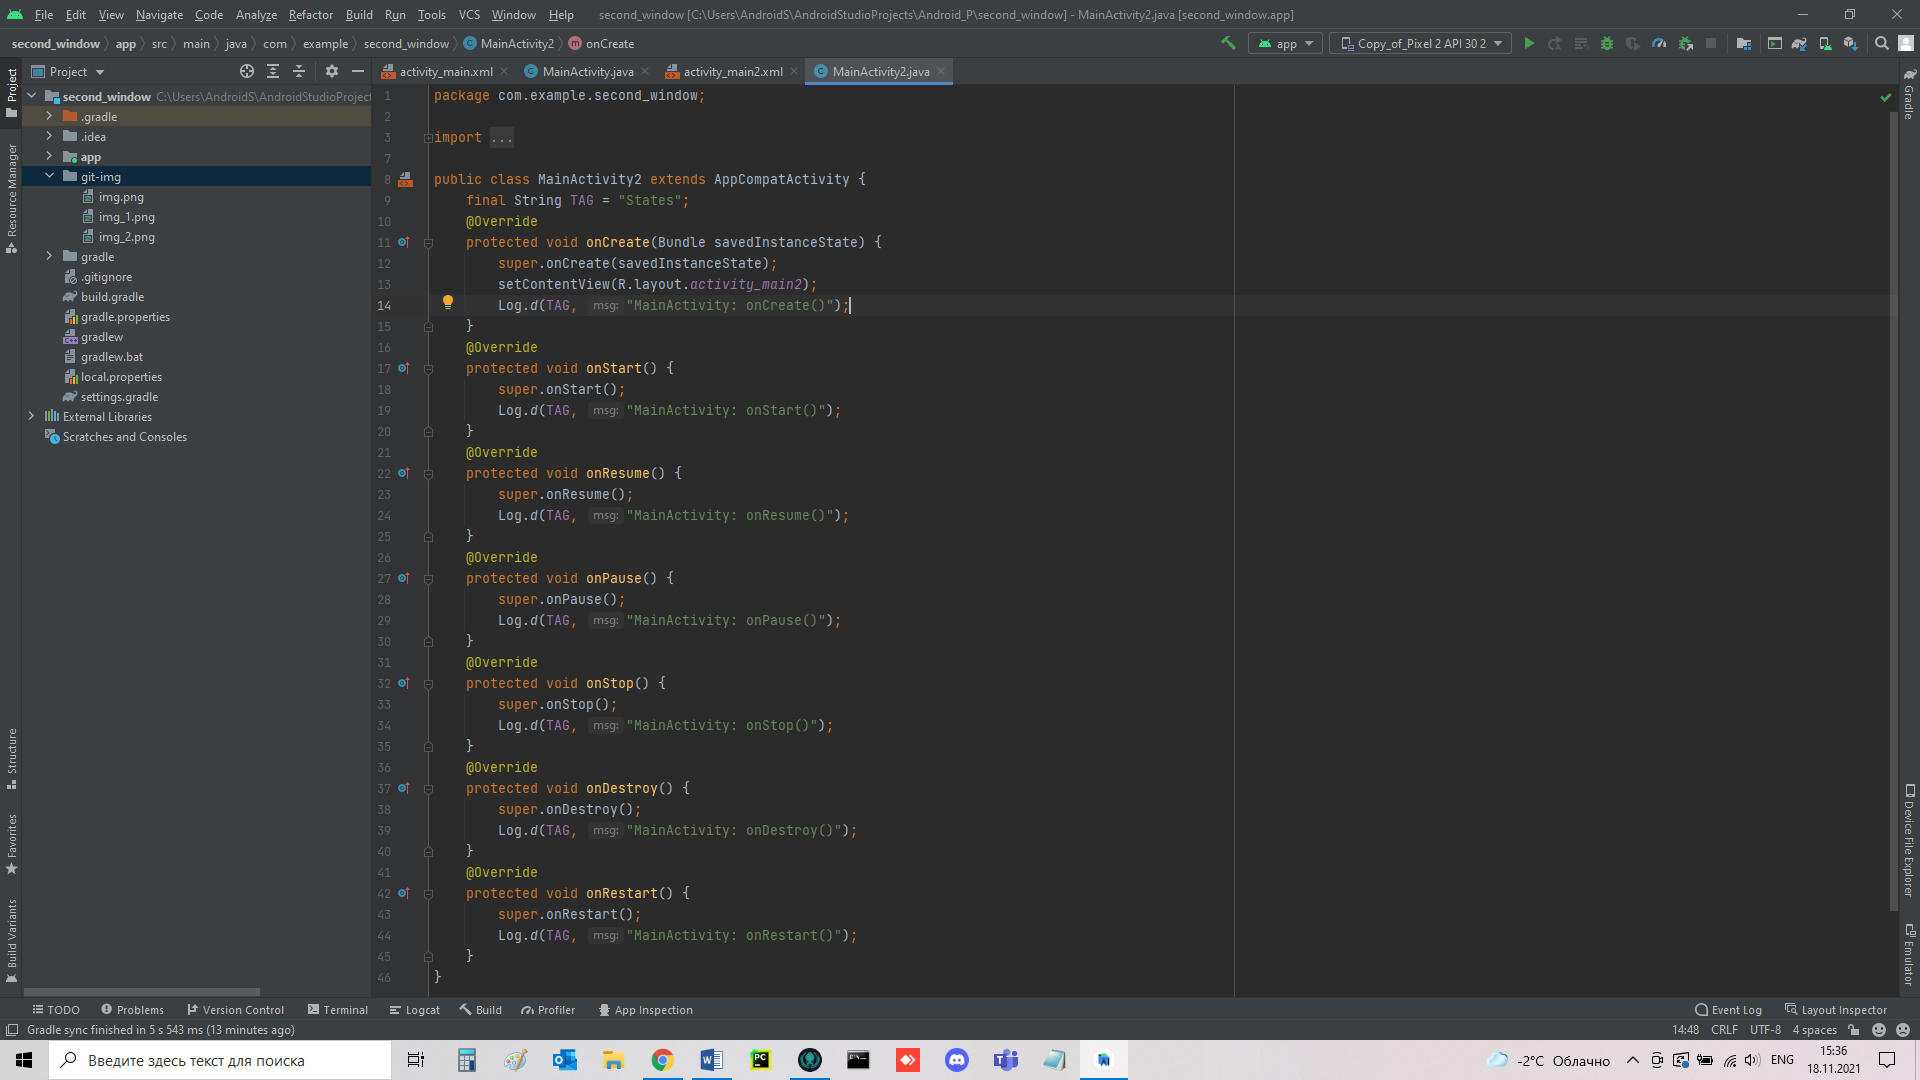 File Edit View Navigate Code Analyze Refactor Build Run Tools VCS Window Help second_window [C:\Users\AndroidS\AndroidStudioProjects\Android_P\second_window] - MainActivity2.java [second_window.app]
second_window app src main java com example second_window MainActivity2 onCreate app Copy_of_Pixel 2 API 30 2
Project activity_main.xml MainActivity.java activity_main2.xml MainActivity2.java
second_window C:\Users\AndroidS\AndroidStudioProject
.gradle
.idea
app
git-img
img.png
img_1.png
img_2.png
gradle
.gitignore
build.gradle
gradle.properties
gradlew
gradlew.bat
local.properties
settings.gradle
External Libraries
Scratches and Consoles
Project
Resource Manager
Structure
Favorites
Build Variants
1 package com.example.second_window;
2
3 import ...
7
8 public class MainActivity2 extends AppCompatActivity {
9 final String TAG = "States";
10 @Override
11 protected void onCreate(Bundle savedInstanceState) {
12 super.onCreate(savedInstanceState);
13 setContentView(R.layout.activity_main2);
14 Log.d(TAG, msg: "MainActivity: onCreate()");
15 }
16 @Override
17 protected void onStart() {
18 super.onStart();
19 Log.d(TAG, msg: "MainActivity: onStart()");
20 }
21 @Override
22 protected void onResume() {
23 super.onResume();
24 Log.d(TAG, msg: "MainActivity: onResume()");
25 }
26 @Override
27 protected void onPause() {
28 super.onPause();
29 Log.d(TAG, msg: "MainActivity: onPause()");
30 }
31 @Override
32 protected void onStop() {
33 super.onStop();
34 Log.d(TAG, msg: "MainActivity: onStop()");
35 }
36 @Override
37 protected void onDestroy() {
38 super.onDestroy();
39 Log.d(TAG, msg: "MainActivity: onDestroy()");
40 }
41 @Override
42 protected void onRestart() {
43 super.onRestart();
44 Log.d(TAG, msg: "MainActivity: onRestart()");
45 }
46 }
Gradle
Device File Explorer
Emulator
TODO Problems Version Control Terminal Logcat Build Profiler App Inspection Event Log Layout Inspector
Gradle sync finished in 5 s 543 ms (13 minutes ago) 14:48 CRLF UTF-8 4 spaces
Введите здесь текст для поиска -2°C Облачно ENG 15:36
18.11.2021